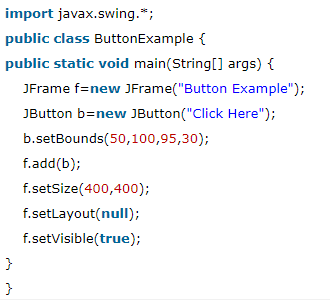 import javax.swing.*;
public class ButtonExample {
public static void main(String[] args) {
    JFrame f=new JFrame("Button Example");
    JButton b=new JButton("Click Here");
    b.setBounds(50,100,95,30);
    f.add(b);
    f.setSize(400,400);
    f.setLayout(null);
    f.setVisible(true);
}
}